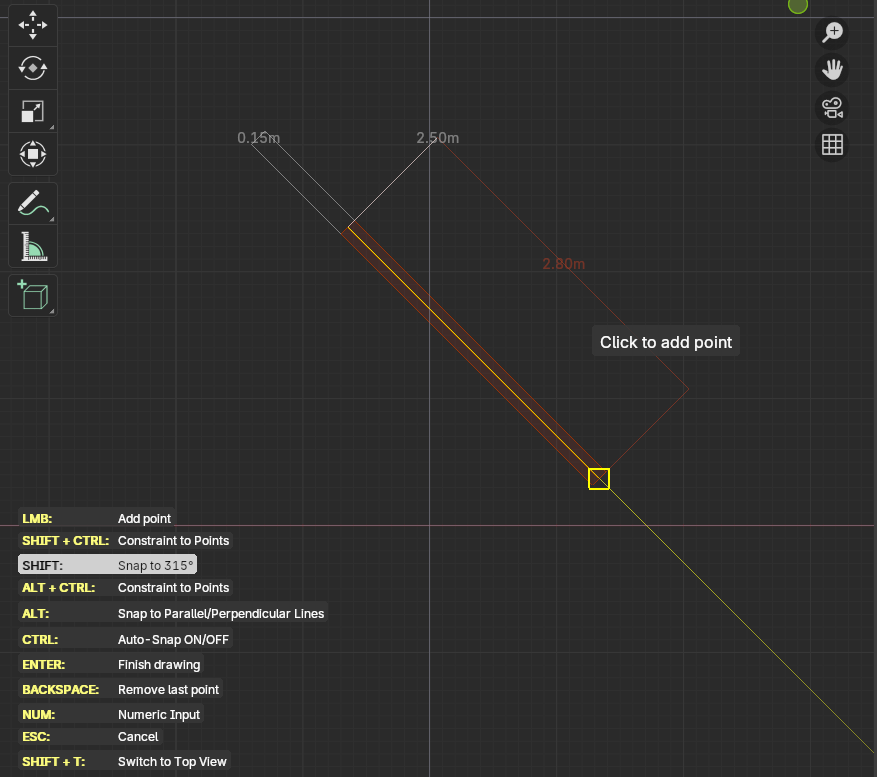 0.15m 2.50m
2.80m
Click to add point
LMB: Add point
SHIFT + CTRL: Constraint to Points
SHIFT: Snap to 315°
ALT + CTRL: Constraint to Points
ALT: Snap to Parallel/Perpendicular Lines
CTRL: Auto-Snap ON/OFF
ENTER: Finish drawing
BACKSPACE: Remove last point
NUM: Numeric Input
ESC: Cancel
SHIFT + T: Switch to Top View